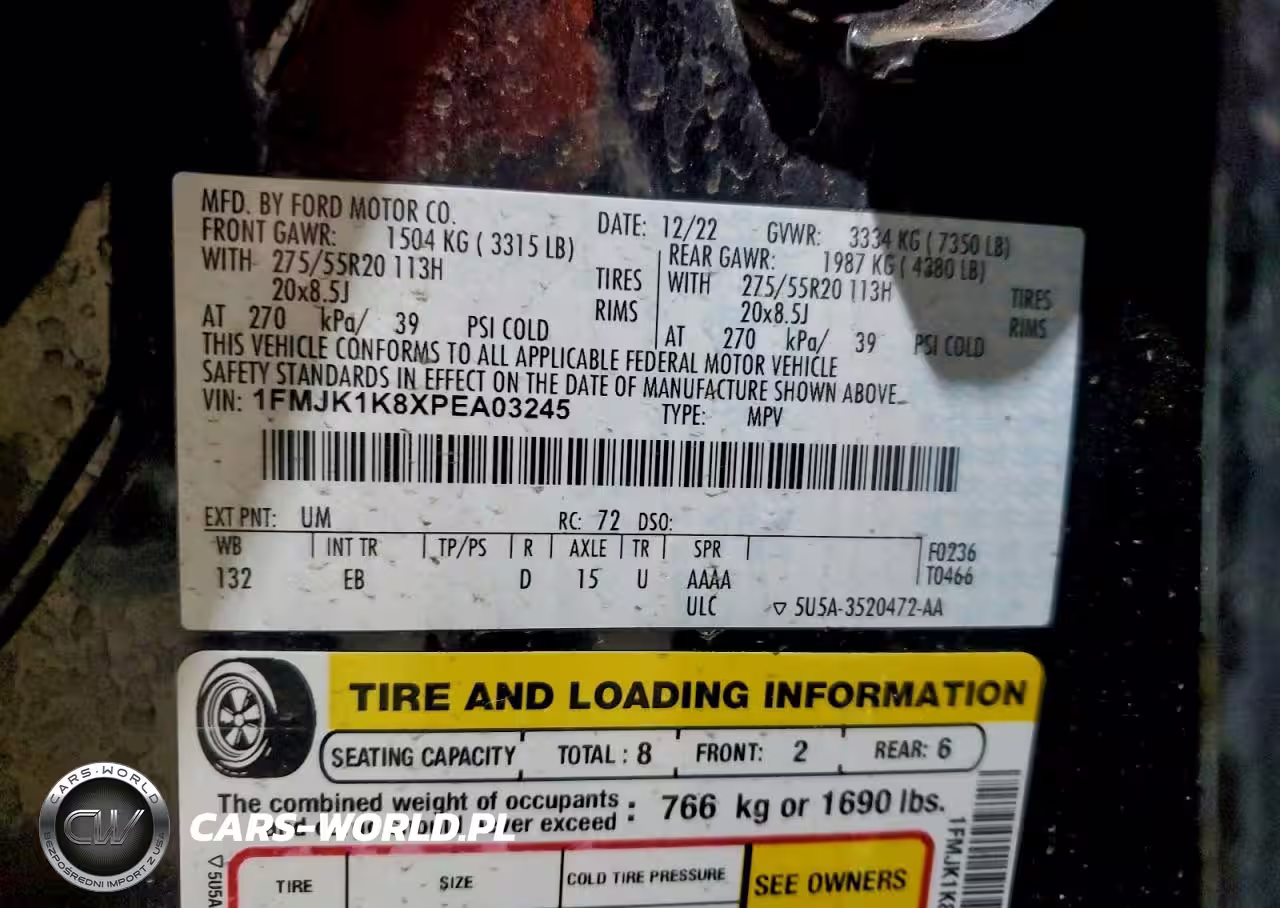 MFD. BY FORD MOTOR CO. DATE: 12/22 GVWR: 3334 KG ( 7350 LB)
FRONT GAWR: 1504 KG ( 3315 LB) REAR GAWR: 1987 KG ( 4380 LB)
WITH 275/55R20 113H TIRES WITH 275/55R20 113H TIRES
20x8.5J RIMS 20x8.5J RIMS
AT 270 kPa/ 39 PSI COLD AT 270 kPa/ 39 PSI COLD
THIS VEHICLE CONFORMS TO ALL APPLICABLE FEDERAL MOTOR VEHICLE
SAFETY STANDARDS IN EFFECT ON THE DATE OF MANUFACTURE SHOWN ABOVE.
VIN: 1FMJK1K8XPEA03245 TYPE: MPV
EXT PNT: UM RC: 72 DSO:
WB INT TR TP/PS R AXLE TR SPR F0236
132 EB D 15 U AAAA T0466
ULC ▽ 5U5A-3520472-AA
TIRE AND LOADING INFORMATION
SEATING CAPACITY TOTAL : 8 FRONT: 2 REAR: 6
The combined weight of occupants : 766 kg or 1690 lbs.
and exceed
TIRE SIZE COLD TIRE PRESSURE SEE OWNERS
▽ 5U5A
1FMJK1K8
CARS-WORLD
CW
BEZPOŚREDNI IMPORT Z USA
CARS-WORLD.PL